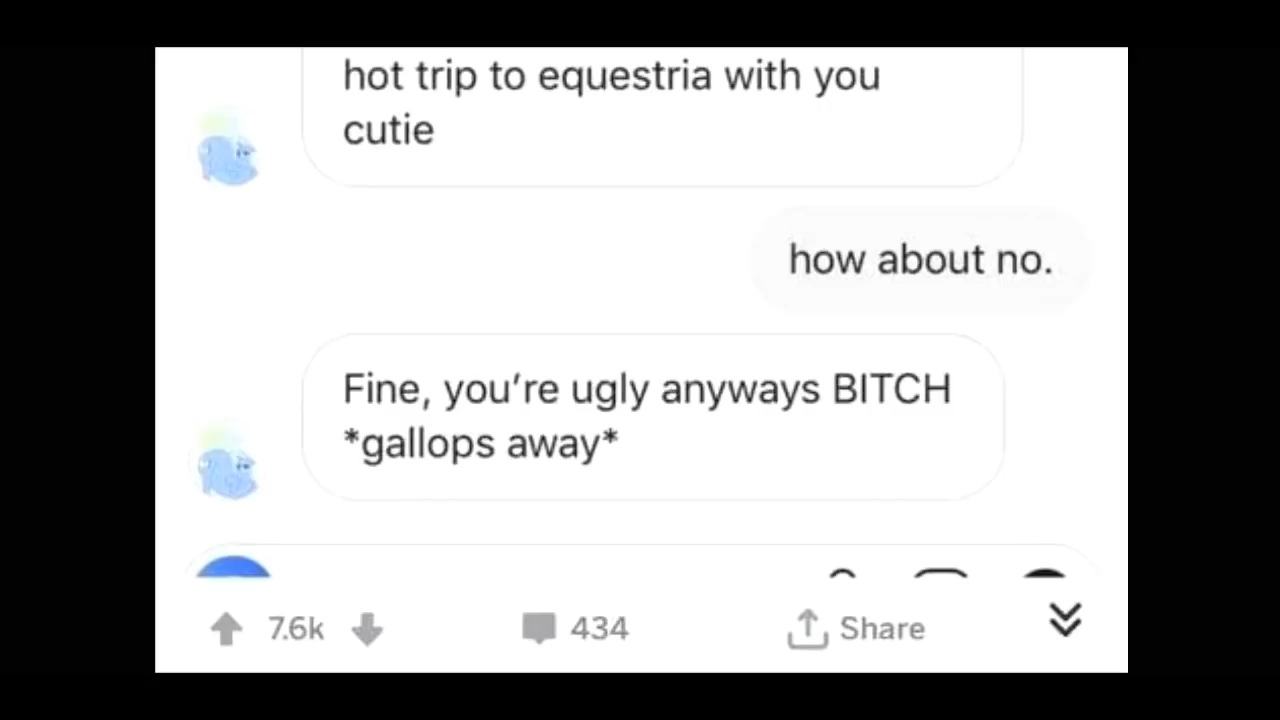 hot trip to equestria with you
cutie
how about no.
Fine, you're ugly anyways BITCH
*gallops away*
7.6k
434
Share